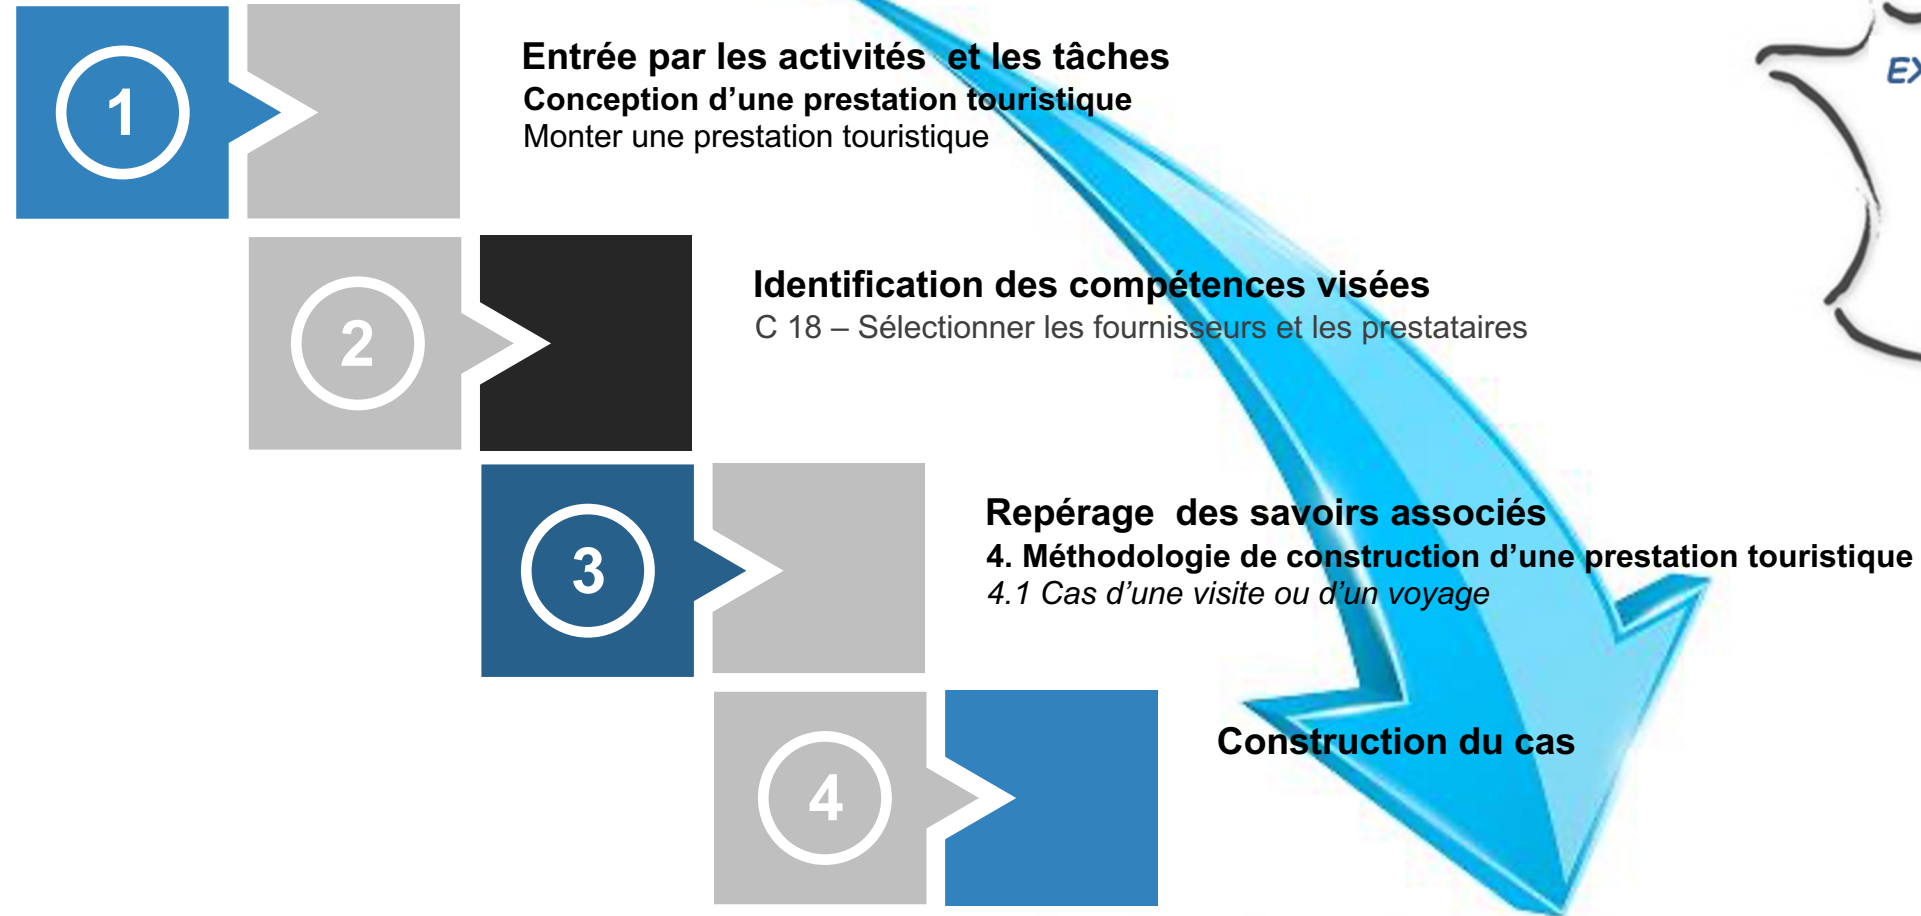 1
Entrée par les activités et les tâches
Conception d’une prestation touristique
Monter une prestation touristique
2
Identification des compétences visées
C 18 – Sélectionner les fournisseurs et les prestataires
3
Repérage des savoirs associés
4. Méthodologie de construction d’une prestation touristique
4.1 Cas d’une visite ou d’un voyage
4
Construction du cas